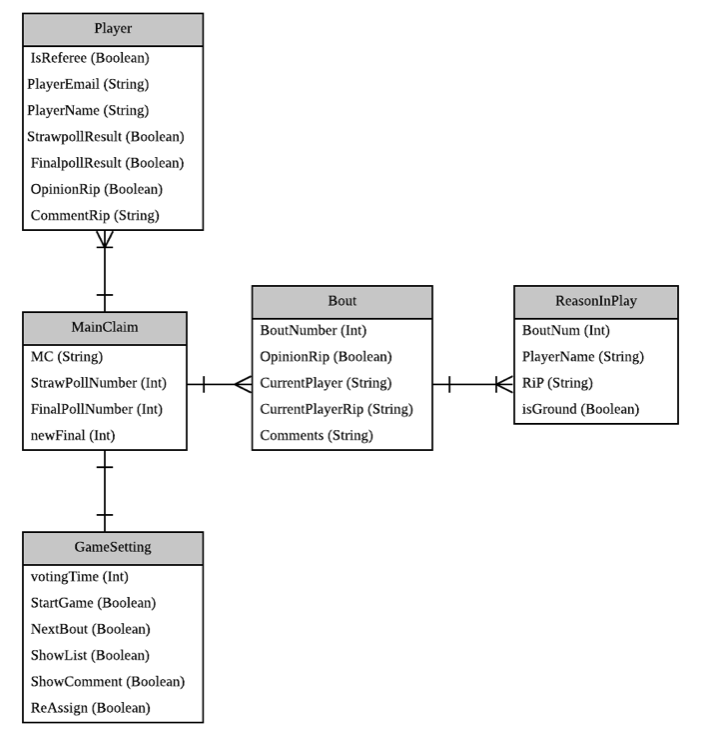 Player
IsReferee (Boolean)
PlayerEmail (String)
PlayerName (String)
StrawpollResult (Boolean)
FinalpollResult (Boolean)
OpinionRip (Boolean)
CommentRip (String)
MainClaim
MC (String)
StrawPollNumber (Int)
FinalPollNumber (Int)
newFinal (Int)
Bout
BoutNumber (Int)
OpinionRip (Boolean)
CurrentPlayer (String)
CurrentPlayerRip (String)
Comments (String)
ReasonInPlay
BoutNum (Int)
PlayerName (String)
RiP (String)
isGround (Boolean)
GameSetting
votingTime (Int)
StartGame (Boolean)
NextBout (Boolean)
ShowList (Boolean)
ShowComment (Boolean)
ReAssign (Boolean)